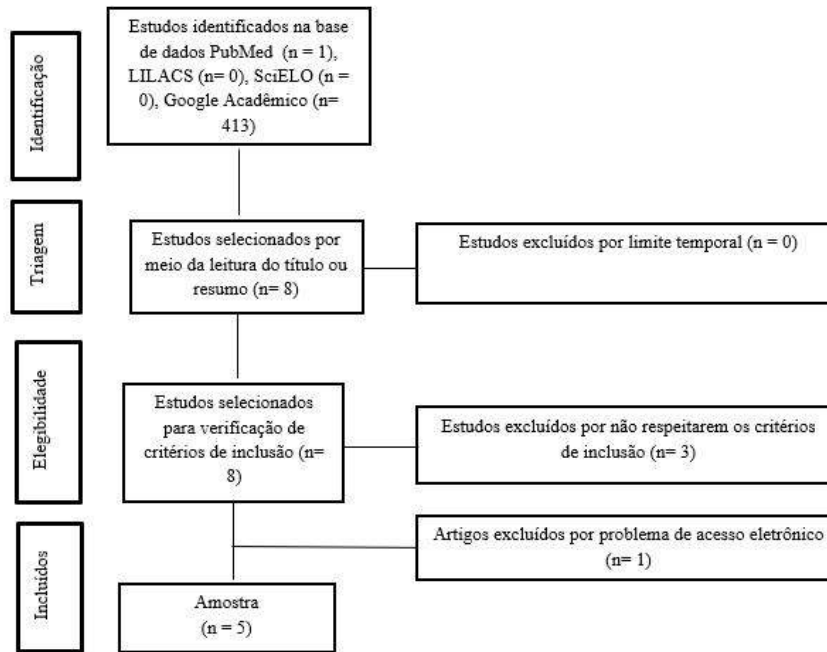 Identificação
Estudos identificados na base
de dados PubMed (n = 1),
LILACS (n= 0), SciELO (n =
0), Google Acadêmico (n=
413)
Triagem
Estudos selecionados por
meio da leitura do título ou
resumo (n= 8)
Estudos excluídos por limite temporal (n = 0)
Elegibilidade
Estudos selecionados
para verificação de
critérios de inclusão (n=
8)
Estudos excluídos por não respeitarem os critérios
de inclusão (n= 3)
Artigos excluídos por problema de acesso eletrônico
(n= 1)
Incluídos
Amostra
(n = 5)